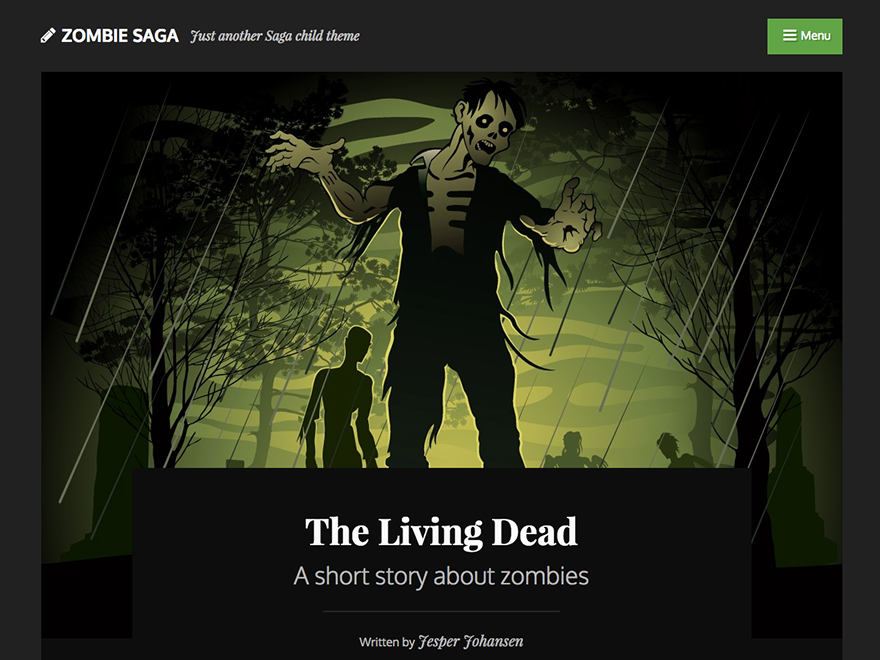 ZOMBIE SAGA Just another Saga child theme
Menu
The Living Dead
A short story about zombies
Written by Jesper Johansen